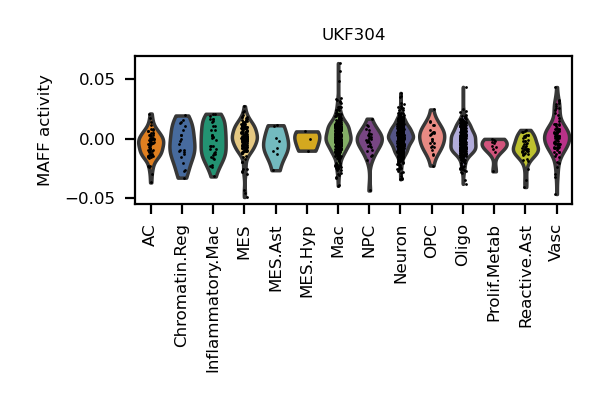 UKF304
MAFF activity
0.05
0.00
−0.05
AC
Chromatin.Reg
Inflammatory.Mac
MES
MES.Ast
MES.Hyp
Mac
NPC
Neuron
OPC
Oligo
Prolif.Metab
Reactive.Ast
Vasc